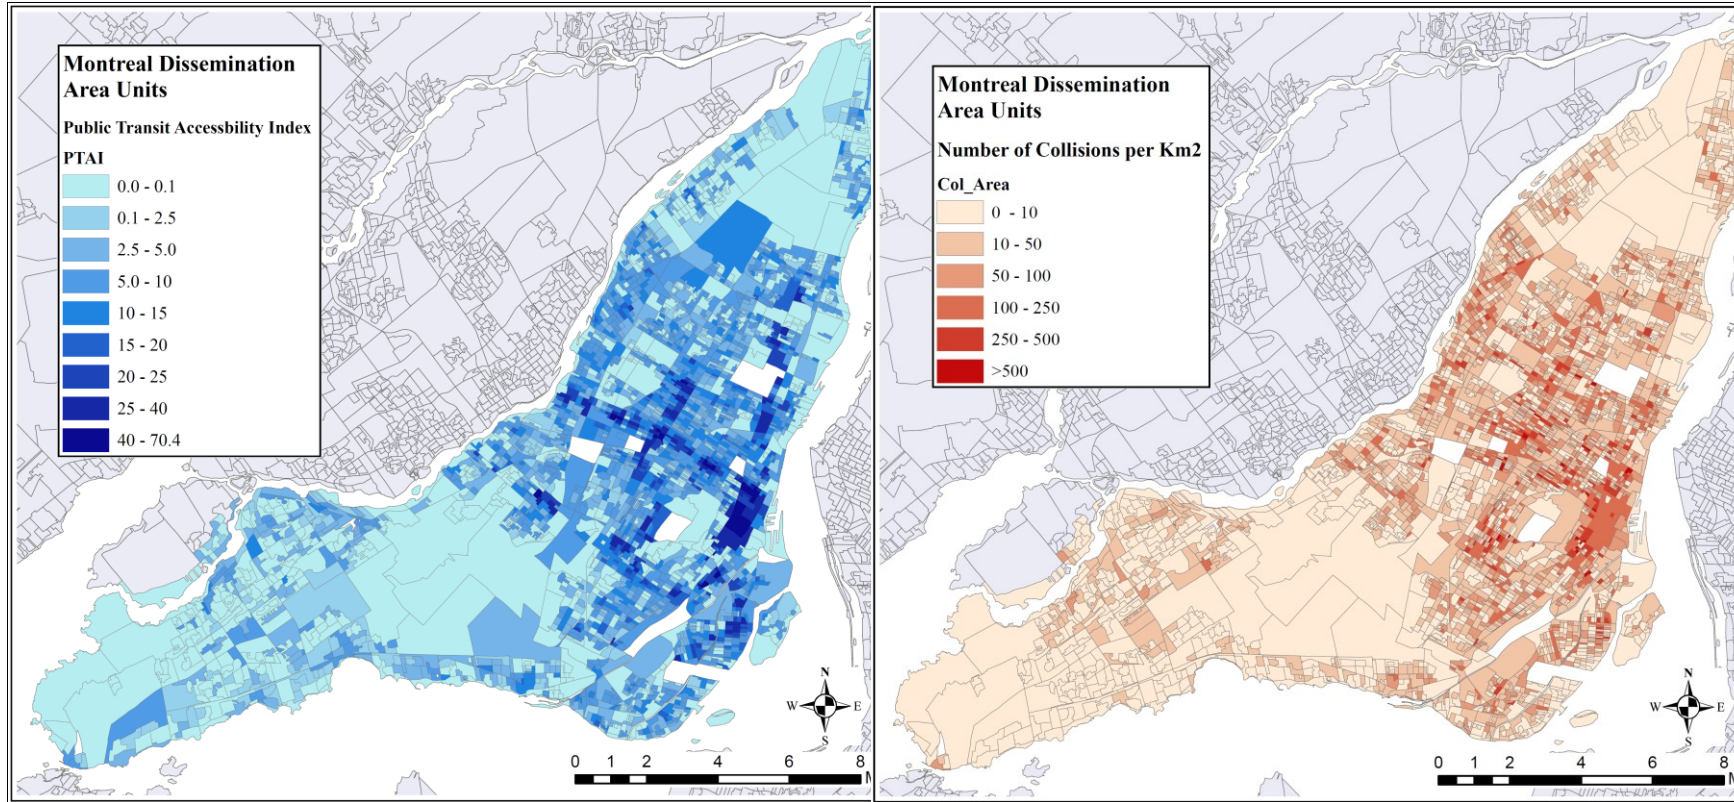 Montreal Dissemination
Area Units
Public Transit Accessbility Index
PTAI
0.0 - 0.1
0.1 - 2.5
2.5 - 5.0
5.0 - 10
10 - 15
15 - 20
20 - 25
25 - 40
40 - 70.4
N
W E
S
0 1 2 4 6 8
M
Montreal Dissemination
Area Units
Number of Collisions per Km2
Col_Area
0 - 10
10 - 50
50 - 100
100 - 250
250 - 500
>500
N
W E
S
0 1 2 4 6 8
M